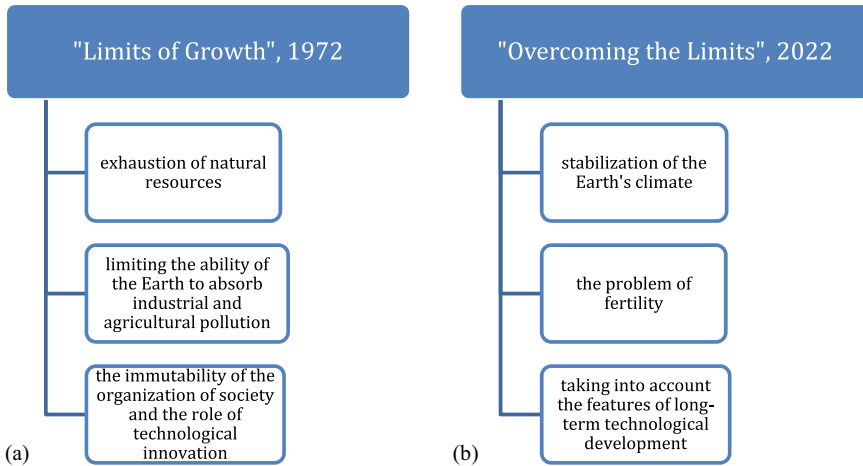 "Limits of Growth", 1972
exhaustion of natural
resources
limiting the ability of
the Earth to absorb
industrial and
agricultural pollution
the immutability of the
organization of society
and the role of
technological
innovation
(a)
"Overcoming the Limits", 2022
stabilization of the
Earth's climate
the problem of
fertility
taking into account
the features of long-
term technological
development
(b)